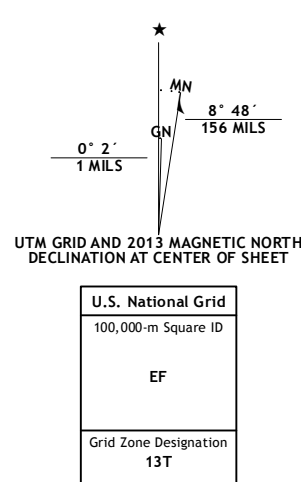 ★
MN
GN
8° 48´
156 MILS
0° 2´
1 MILS
UTM GRID AND 2013 MAGNETIC NORTH
DECLINATION AT CENTER OF SHEET
U.S. National Grid
100,000-m Square ID
EF
Grid Zone Designation
13T